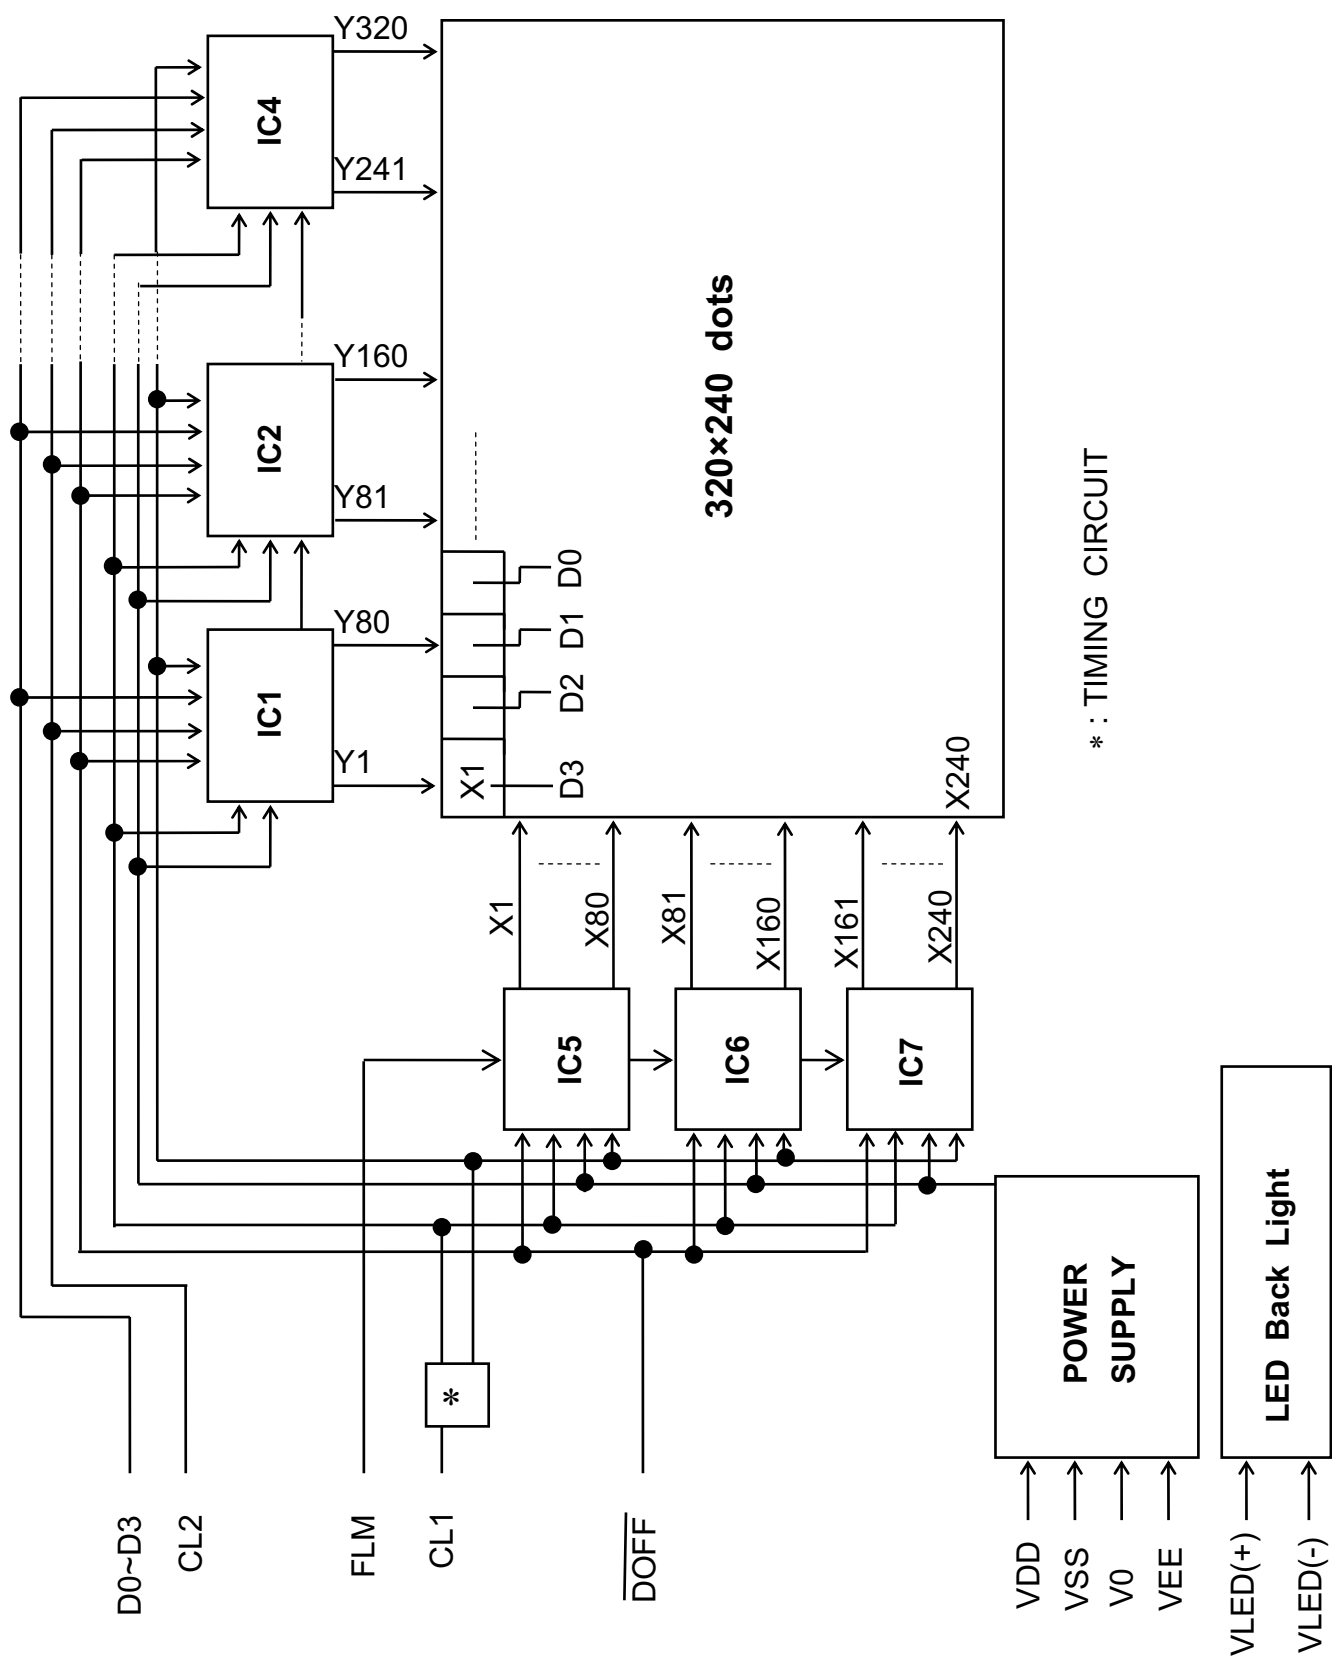 Y320
IC4
Y241
Y160
IC2
Y81
Y80
IC1
Y1
320×240 dots
D0
D1
D2
D3
X1
X240
* : TIMING CIRCUIT
X1
X80
X81
X160
X161
X240
IC5
IC6
IC7
*
POWER
SUPPLY
LED Back Light
D0~D3
CL2
FLM
CL1
DOFF
VDD
VSS
V0
VEE
VLED(+)
VLED(-)